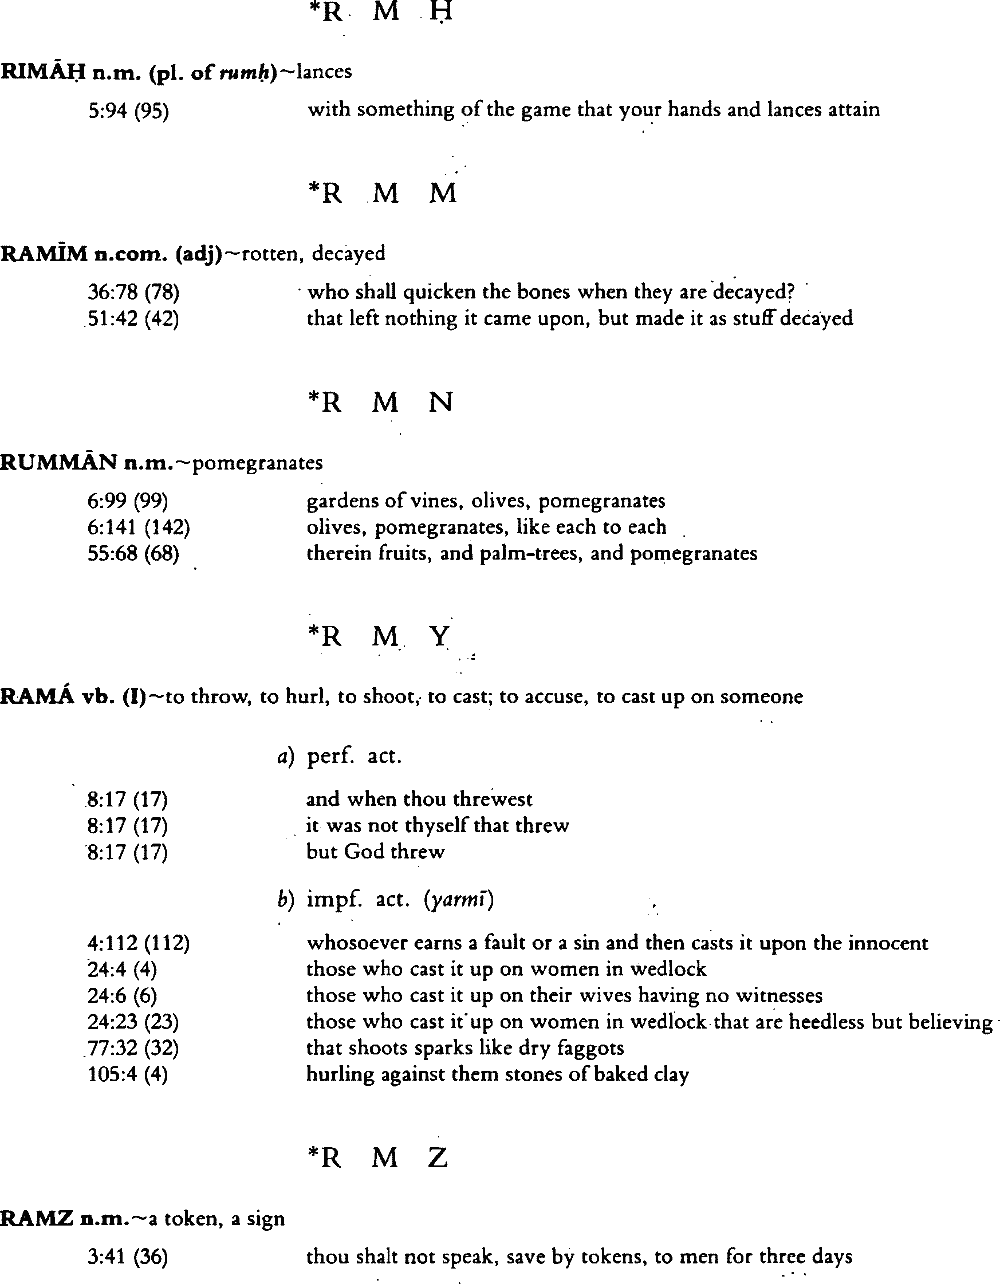 *R M Ḥ
RIMĀḤ n.m. (pl. of rumḥ)~lances
5:94 (95) with something of the game that your hands and lances attain
*R M M
RAMĪM n.com. (adj)~rotten, decayed
36:78 (78) who shall quicken the bones when they are decayed?
51:42 (42) that left nothing it came upon, but made it as stuff decayed
*R M N
RUMMĀN n.m.~pomegranates
6:99 (99) gardens of vines, olives, pomegranates
6:141 (142) olives, pomegranates, like each to each
55:68 (68) therein fruits, and palm-trees, and pomegranates
*R M Y
RAMÁ vb. (I)~to throw, to hurl, to shoot, to cast; to accuse, to cast up on someone
a) perf. act.
8:17 (17) and when thou threwest
8:17 (17) it was not thyself that threw
8:17 (17) but God threw
b) impf. act. (yarmī)
4:112 (112) whosoever earns a fault or a sin and then casts it upon the innocent
24:4 (4) those who cast it up on women in wedlock
24:6 (6) those who cast it up on their wives having no witnesses
24:23 (23) those who cast it up on women in wedlock that are heedless but believing
77:32 (32) that shoots sparks like dry faggots
105:4 (4) hurling against them stones of baked clay
*R M Z
RAMZ n.m.~a token, a sign
3:41 (36) thou shalt not speak, save by tokens, to men for three days